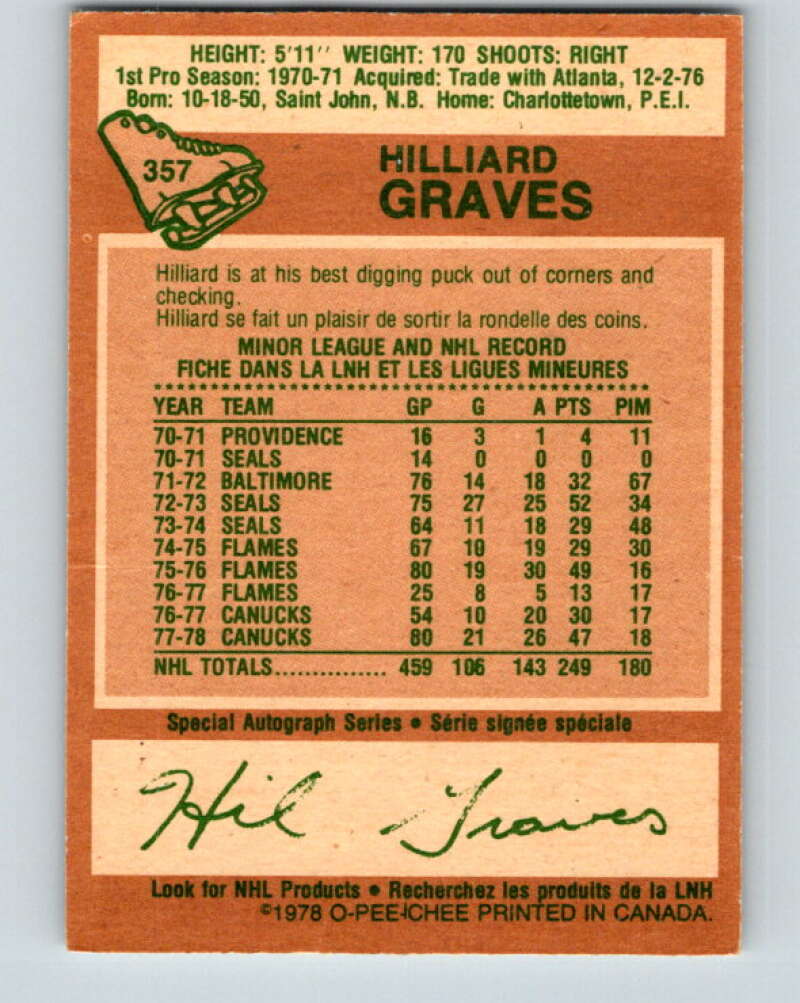 HEIGHT: 5'11'' WEIGHT: 170 SHOOTS: RIGHT
1st Pro Season: 1970-71 Acquired: Trade with Atlanta, 12-2-76
Born: 10-18-50, Saint John, N.B. Home: Charlottetown, P.E.I.
357
HILLIARD
GRAVES
Hilliard is at his best digging puck out of corners and
checking.
Hilliard se fait un plaisir de sortir la rondelle des coins.
MINOR LEAGUE AND NHL RECORD
FICHE DANS LA LNH ET LES LIGUES MINEURES
YEAR TEAM GP G A PTS PIM
70-71 PROVIDENCE 16 3 1 4 11
70-71 SEALS 14 0 0 0 0
71-72 BALTIMORE 76 14 18 32 67
72-73 SEALS 75 27 25 52 34
73-74 SEALS 64 11 18 29 48
74-75 FLAMES 67 10 19 29 30
75-76 FLAMES 80 19 30 49 16
76-77 FLAMES 25 8 5 13 17
76-77 CANUCKS 54 10 20 30 17
77-78 CANUCKS 80 21 26 47 18
NHL TOTALS................ 459 106 143 249 180
Special Autograph Series • Série signée spéciale
Hil Graves
Look for NHL Products • Recherchez les produits de la LNH
©1978 O-PEE-CHEE PRINTED IN CANADA.